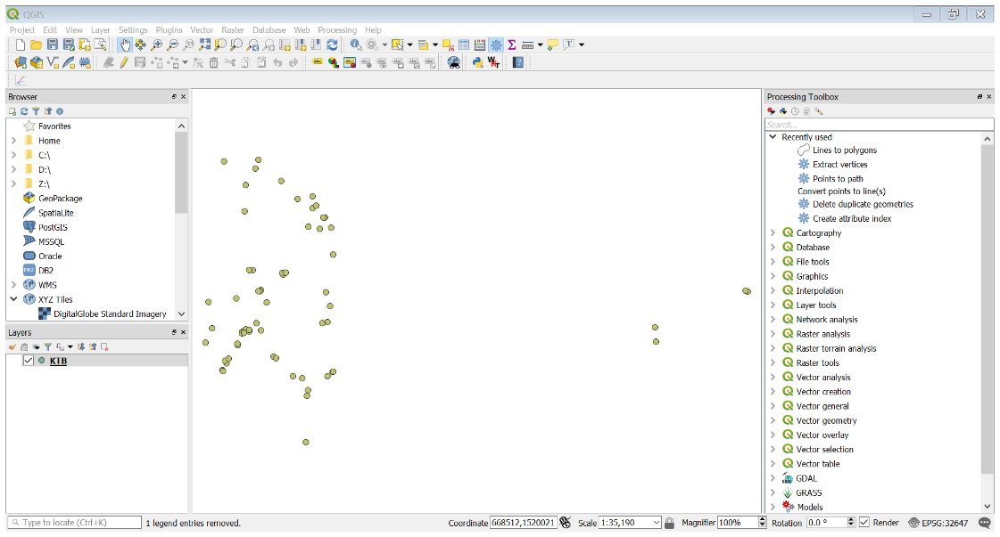 QGIS
Project Edit View Layer Settings Plugins Vector Raster Database Web Processing Help
Browser
Favorites
Home
C:\
D:\
Z:\
GeoPackage
SpatiaLite
PostGIS
MSSQL
Oracle
DB2
WMS
XYZ Tiles
DigitalGlobe Standard Imagery
Layers
KTB
Processing Toolbox
Search...
Recently used
Lines to polygons
Extract vertices
Points to path
Convert points to line(s)
Delete duplicate geometries
Create attribute index
Cartography
Database
File tools
Graphics
Interpolation
Layer tools
Network analysis
Raster analysis
Raster terrain analysis
Raster tools
Vector analysis
Vector creation
Vector general
Vector geometry
Vector overlay
Vector selection
Vector table
GDAL
GRASS
Models
Type to locate (Ctrl+K) 1 legend entries removed. Coordinate 668512,1520021 Scale 1:35,190 Magnifier 100% Rotation 0.0 ° Render EPSG:32647